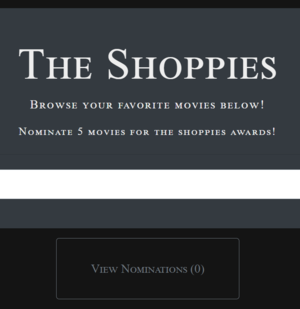 The Shoppies
Browse your favorite movies below!
Nominate 5 movies for the shoppies awards!
View Nominations (0)